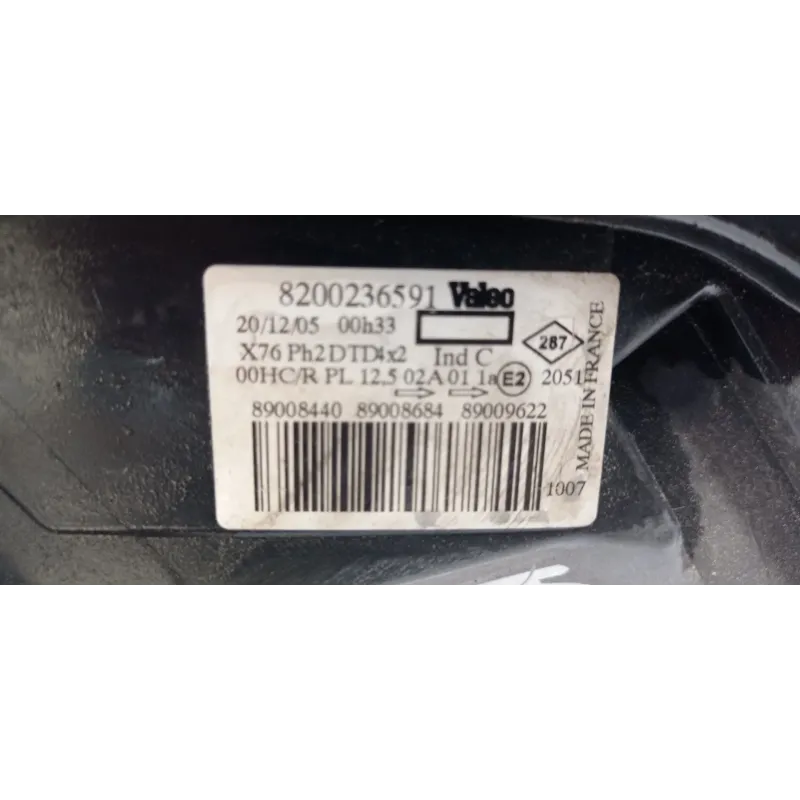 8200236591 Valeo
20/12/05 00h33
X76 Ph2 DTD4x2 Ind C
287
00HC/R PL 12.5 02A 01 1a E2 2051
89008440 89008684 89009622
1007
MADE IN FRANCE